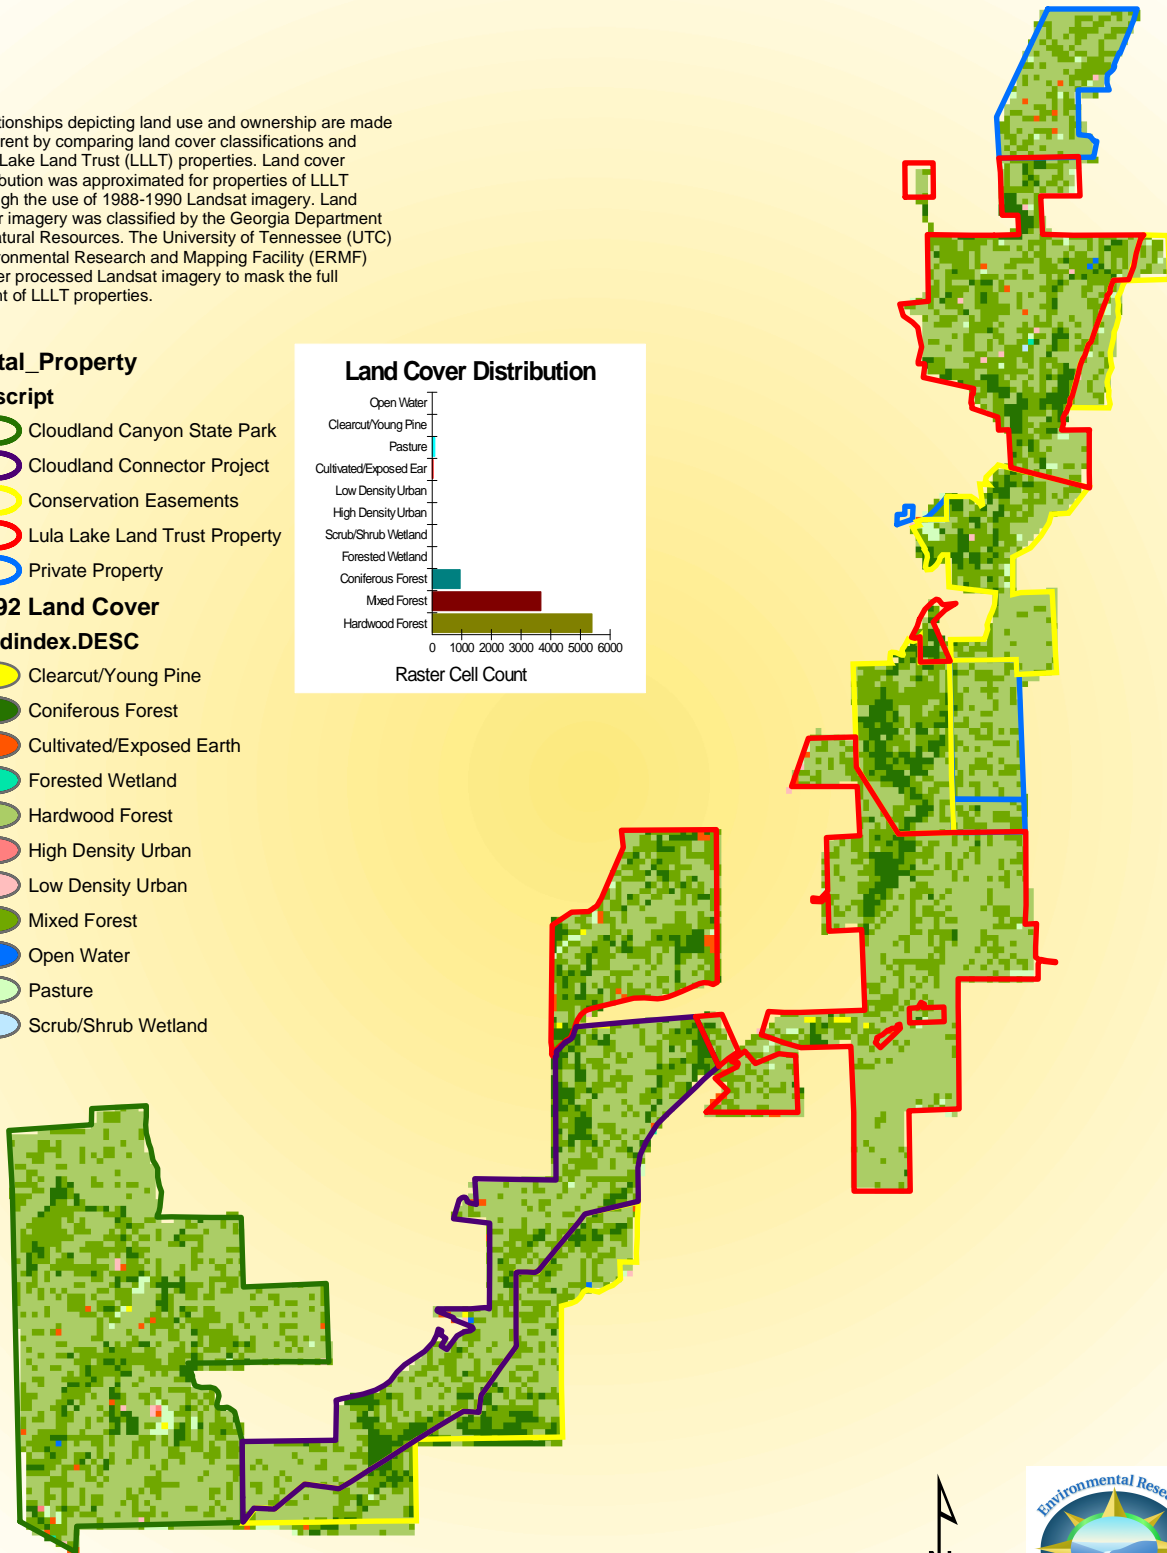 tionships depicting land use and ownership are made
rent by comparing land cover classifications and
Lake Land Trust (LLLT) properties. Land cover
bution was approximated for properties of LLLT
gh the use of 1988-1990 Landsat imagery. Land
r imagery was classified by the Georgia Department
atural Resources. The University of Tennessee (UTC)
ronmental Research and Mapping Facility (ERMF)
er processed Landsat imagery to mask the full
nt of LLLT properties.
tal_Property
script
Cloudland Canyon State Park
Cloudland Connector Project
Conservation Easements
Lula Lake Land Trust Property
Private Property
92 Land Cover
dindex.DESC
Clearcut/Young Pine
Coniferous Forest
Cultivated/Exposed Earth
Forested Wetland
Hardwood Forest
High Density Urban
Low Density Urban
Mixed Forest
Open Water
Pasture
Scrub/Shrub Wetland
Land Cover Distribution
Open Water
Clearcut/Young Pine
Pasture
Cultivated/Exposed Ear
Low Density Urban
High Density Urban
Scrub/Shrub Wetland
Forested Wetland
Coniferous Forest
Mixed Forest
Hardwood Forest
0 1000 2000 3000 4000 5000 6000
Raster Cell Count
Environmental Resea